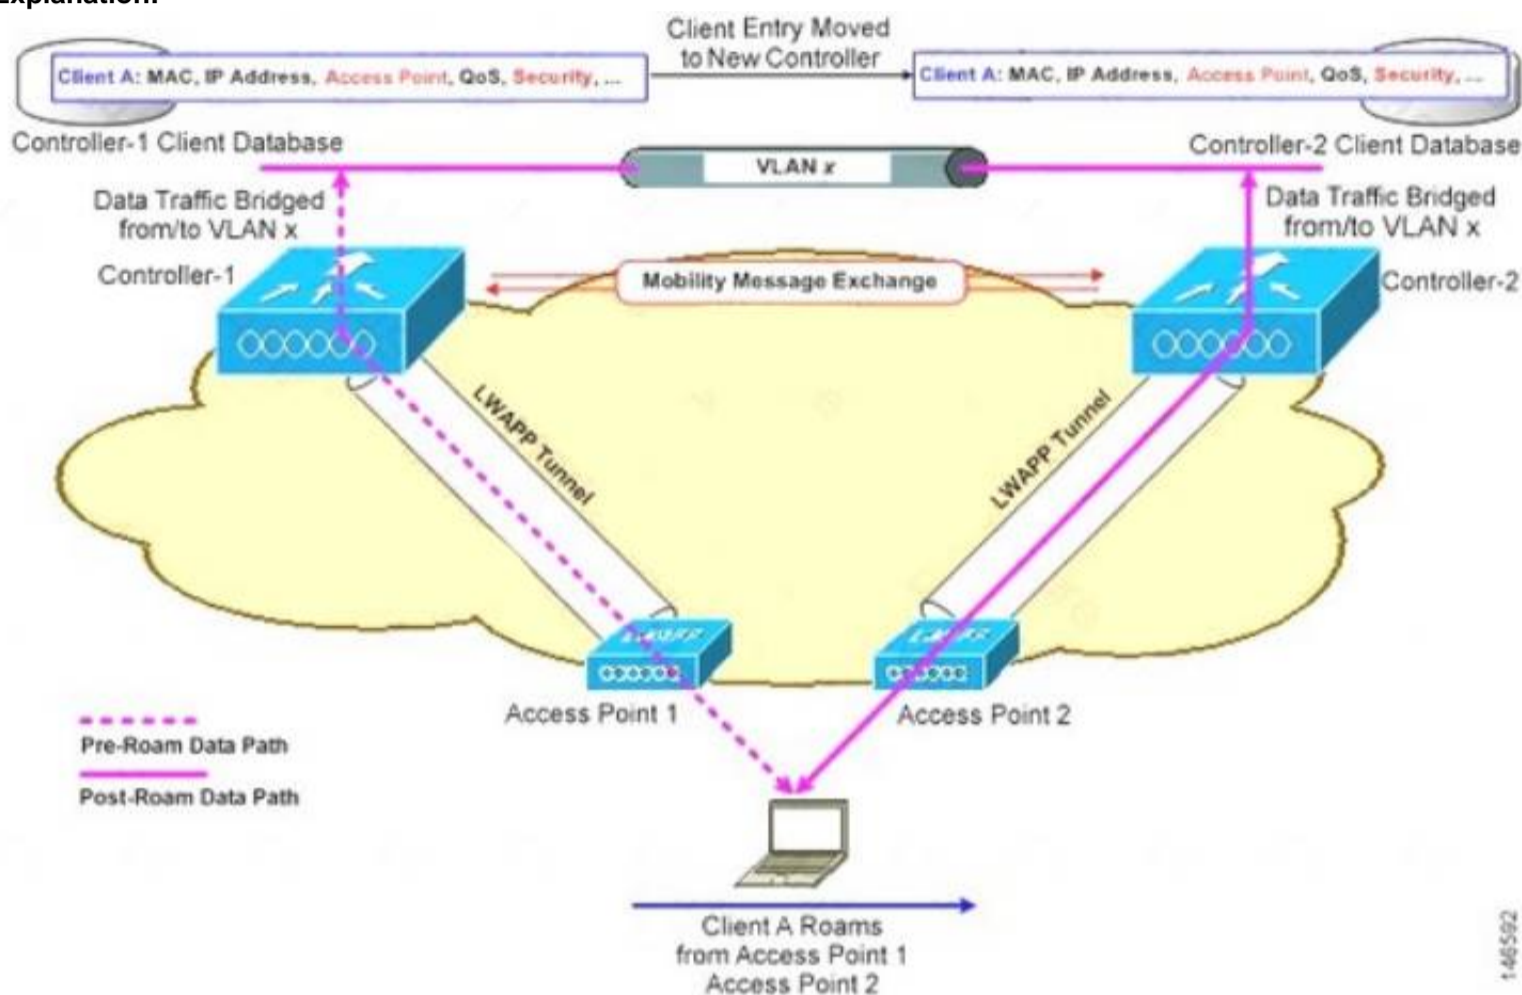 Explanation:
Client Entry Moved
to New Controller
Client A: MAC, IP Address, Access Point, QoS, Security, ...
Client A: MAC, IP Address, Access Point, QoS, Security, ...
Controller-1 Client Database
Controller-2 Client Database
VLAN x
Data Traffic Bridged
from/to VLAN x
Data Traffic Bridged
from/to VLAN x
Controller-1
Mobility Message Exchange
Controller-2
LWAPP Tunnel
LWAPP Tunnel
LWAPP
LWAPP
Access Point 1
Access Point 2
Pre-Roam Data Path
Post-Roam Data Path
Client A Roams
from Access Point 1
Access Point 2
146592